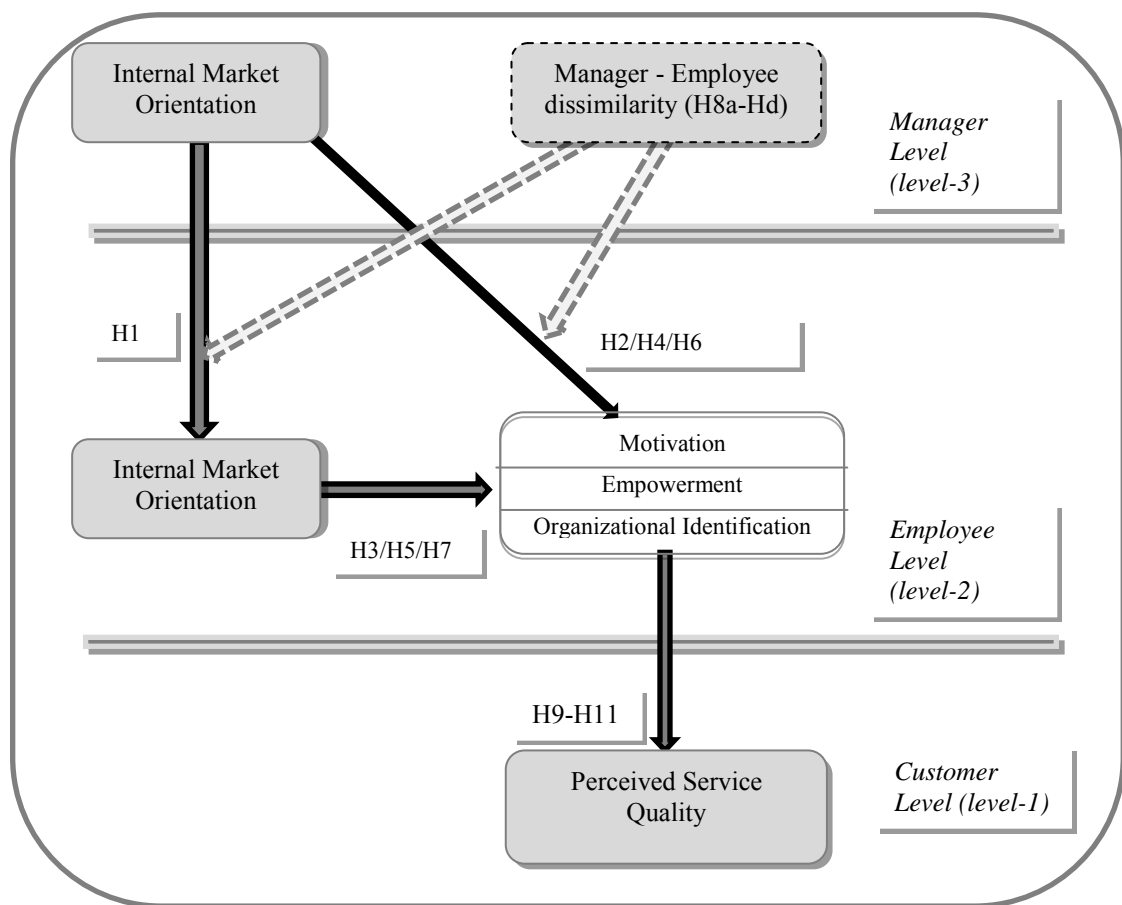 Internal Market
Orientation
Manager - Employee
dissimilarity (H8a-Hd)
Manager
Level
(level-3)
H1
H2/H4/H6
Internal Market
Orientation
Motivation
Empowerment
Organizational Identification
H3/H5/H7
Employee
Level
(level-2)
H9-H11
Perceived Service
Quality
Customer
Level (level-1)